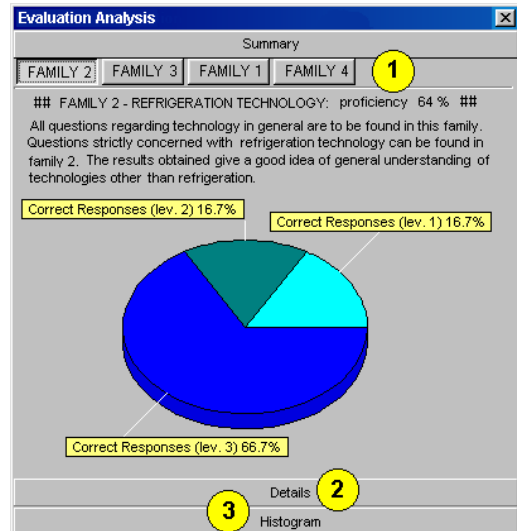 Evaluation Analysis
Summary
FAMILY 2 FAMILY 3 FAMILY 1 FAMILY 4
1
## FAMILY 2 - REFRIGERATION TECHNOLOGY: proficiency 64 % ##
All questions regarding technology in general are to be found in this family.
Questions strictly concerned with refrigeration technology can be found in
family 2. The results obtained give a good idea of general understanding of
technologies other than refrigeration.
Correct Responses (lev. 2) 16.7%
Correct Responses (lev. 1) 16.7%
Correct Responses (lev. 3) 66.7%
Details
2
3
Histogram